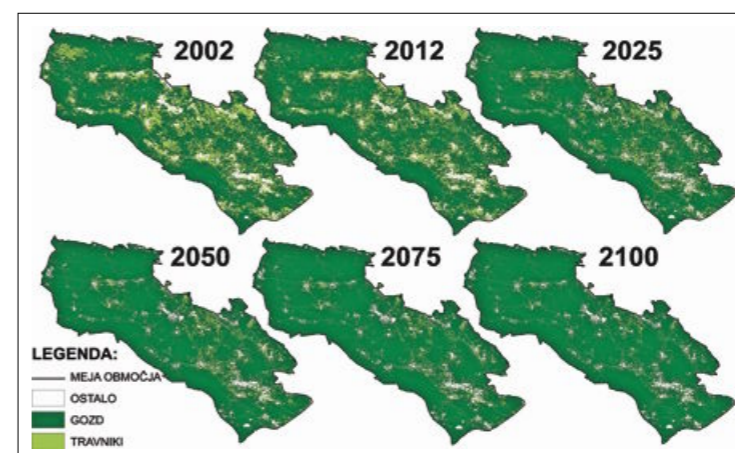 2002
2012
2025
2050
2075
2100
LEGENDA:
MEJA OBMOČJA
OSTALO
GOZD
TRAVNIKI